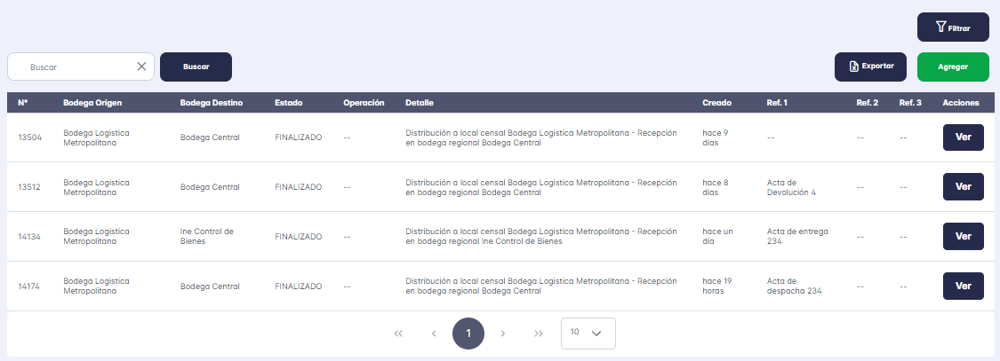 Filtrar
Buscar
Buscar
Exportar
Agregar
N° Bodega Origen Bodega Destino Estado Operación Detalle Creado Ref. 1 Ref. 2 Ref. 3 Acciones
13504 Bodega Logistica Metropolitana Bodega Central FINALIZADO -- Distribución a local censal Bodega Logistica Metropolitana - Recepción en bodega regional Bodega Central hace 9 días -- -- -- Ver
13512 Bodega Logistica Metropolitana Bodega Central FINALIZADO -- Distribución a local censal Bodega Logistica Metropolitana - Recepción en bodega regional Bodega Central hace 8 días Acta de Devolución 4 -- -- Ver
14134 Bodega Logistica Metropolitana Ine Control de Bienes FINALIZADO -- Distribución a local censal Bodega Logistica Metropolitana - Recepción en bodega regional Ine Control de Bienes hace un día Acta de entrega 234 -- -- Ver
14174 Bodega Logistica Metropolitana Bodega Central FINALIZADO -- Distribución a local censal Bodega Logistica Metropolitana - Recepción en bodega regional Bodega Central hace 19 horas Acta de despacha 234 -- -- Ver
1
10